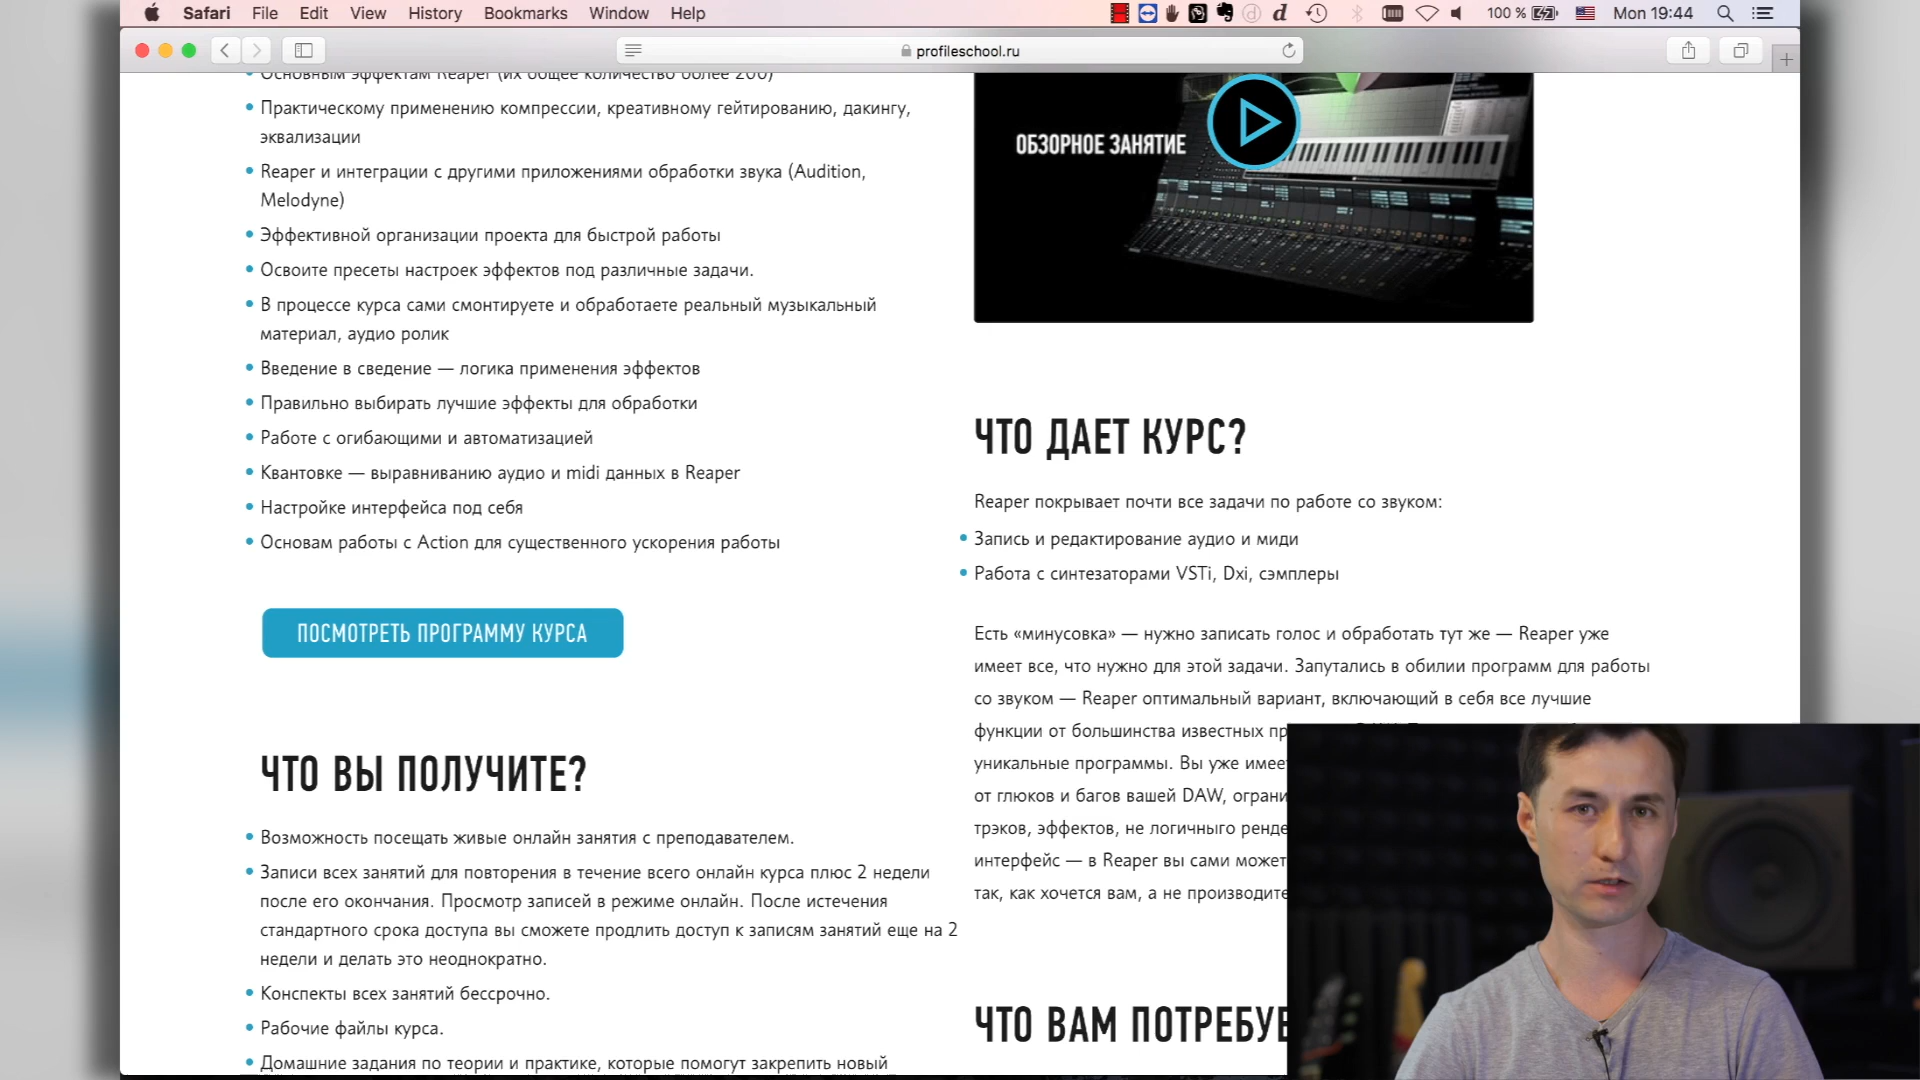 Safari File Edit View History Bookmarks Window Help
100 % Mon 19:44
profileschool.ru
Основным эффектам Reaper (их общее количество более 200)
Практическому применению компрессии, креативному гейтированию, дакингу,
эквализации
Reaper и интеграции с другими приложениями обработки звука (Audition,
Melodyne)
Эффективной организации проекта для быстрой работы
Освоите пресеты настроек эффектов под различные задачи.
В процессе курса сами смонтируете и обработаете реальный музыкальный
материал, аудио ролик
Введение в сведение — логика применения эффектов
Правильно выбирать лучшие эффекты для обработки
Работе с огибающими и автоматизацией
Квантовке — выравниванию аудио и midi данных в Reaper
Настройке интерфейса под себя
Основам работы с Action для существенного ускорения работы
ПОСМОТРЕТЬ ПРОГРАММУ КУРСА
ЧТО ВЫ ПОЛУЧИТЕ?
Возможность посещать живые онлайн занятия с преподавателем.
Записи всех занятий для повторения в течение всего онлайн курса плюс 2 недели
после его окончания. Просмотр записей в режиме онлайн. После истечения
стандартного срока доступа вы сможете продлить доступ к записям занятий еще на 2
недели и делать это неоднократно.
Конспекты всех занятий бессрочно.
Рабочие файлы курса.
Домашние задания по теории и практике, которые помогут закрепить новый
ОБЗОРНОЕ ЗАНЯТИЕ
ЧТО ДАЕТ КУРС?
Reaper покрывает почти все задачи по работе со звуком:
Запись и редактирование аудио и миди
Работа с синтезаторами VSTi, Dxi, сэмплеры
Есть «минусовка» — нужно записать голос и обработать тут же — Reaper уже
имеет все, что нужно для этой задачи. Запутались в обилии программ для работы
со звуком — Reaper оптимальный вариант, включающий в себя все лучшие
функции от большинства известных пр
уникальные программы. Вы уже имеет
от глюков и багов вашей DAW, ограни
трэков, эффектов, не логичного ренде
интерфейс — в Reaper вы сами может
так, как хочется вам, а не производите
ЧТО ВАМ ПОТРЕБУЕ